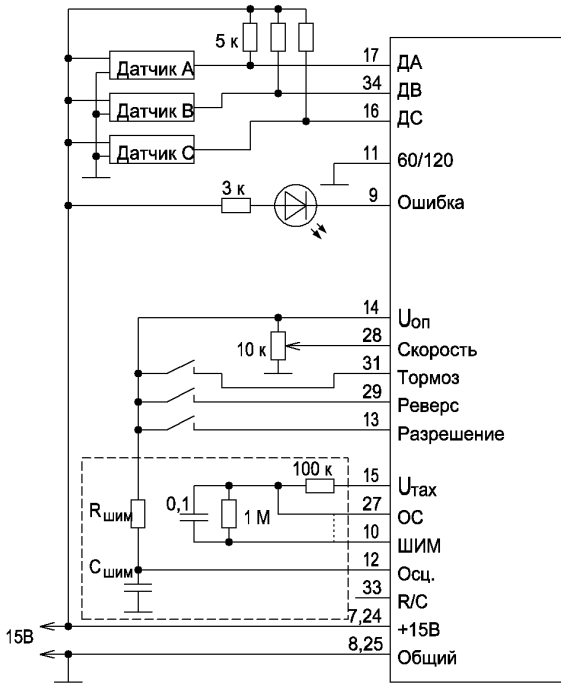 5 к
17 ДА
Датчик А
34 ДВ
Датчик В
16 ДС
Датчик С
11 60/120
3 к
9 Ошибка
14 Uоп
10 к
28 Скорость
31 Тормоз
29 Реверс
13 Разрешение
100 к
15 Uтах
Rшим
0,1
1 М
27 ОС
10 ШИМ
Сшим
12 Осц.
33 R/C
15В
7,24 +15В
8,25 Общий